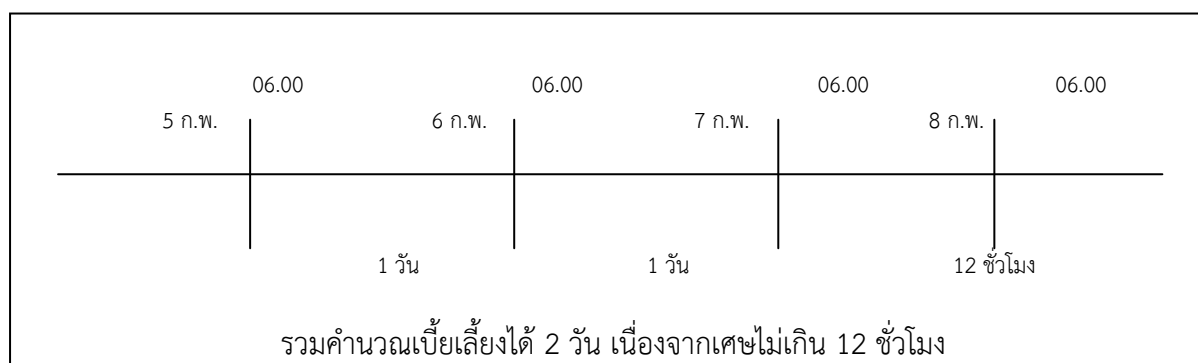 06.00 06.00 06.00 06.00
5 ก.พ. 6 ก.พ. 7 ก.พ. 8 ก.พ.
1 วัน 1 วัน 12 ชั่วโมง
รวมคำนวณเบี้ยเลี้ยงได้ 2 วัน เนื่องจากเศษไม่เกิน 12 ชั่วโมง